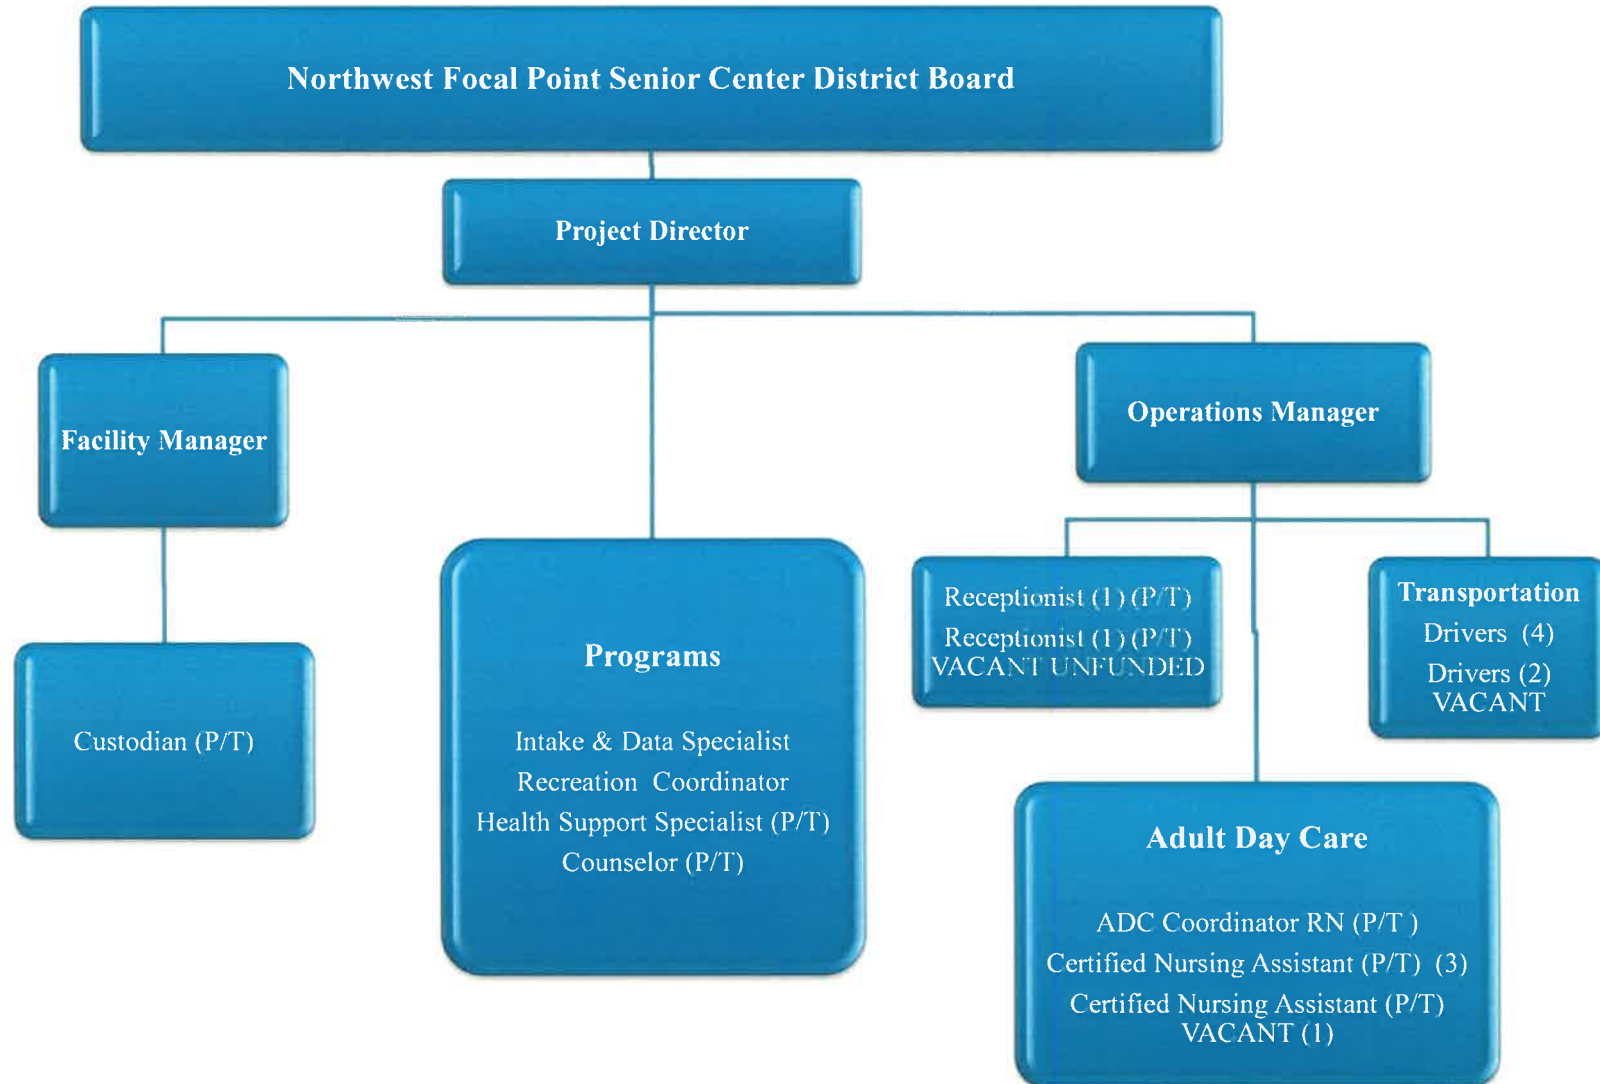 Northwest Focal Point Senior Center District Board
Project Director
Facility Manager
Operations Manager
Custodian (P/T)
Programs
Intake & Data Specialist
Recreation Coordinator
Health Support Specialist (P/T)
Counselor (P/T)
Receptionist (1) (P/T)
Receptionist (1) (P/T)
VACANT UNFUNDED
Transportation
Drivers (4)
Drivers (2)
VACANT
Adult Day Care
ADC Coordinator RN (P/T )
Certified Nursing Assistant (P/T) (3)
Certified Nursing Assistant (P/T)
VACANT (1)